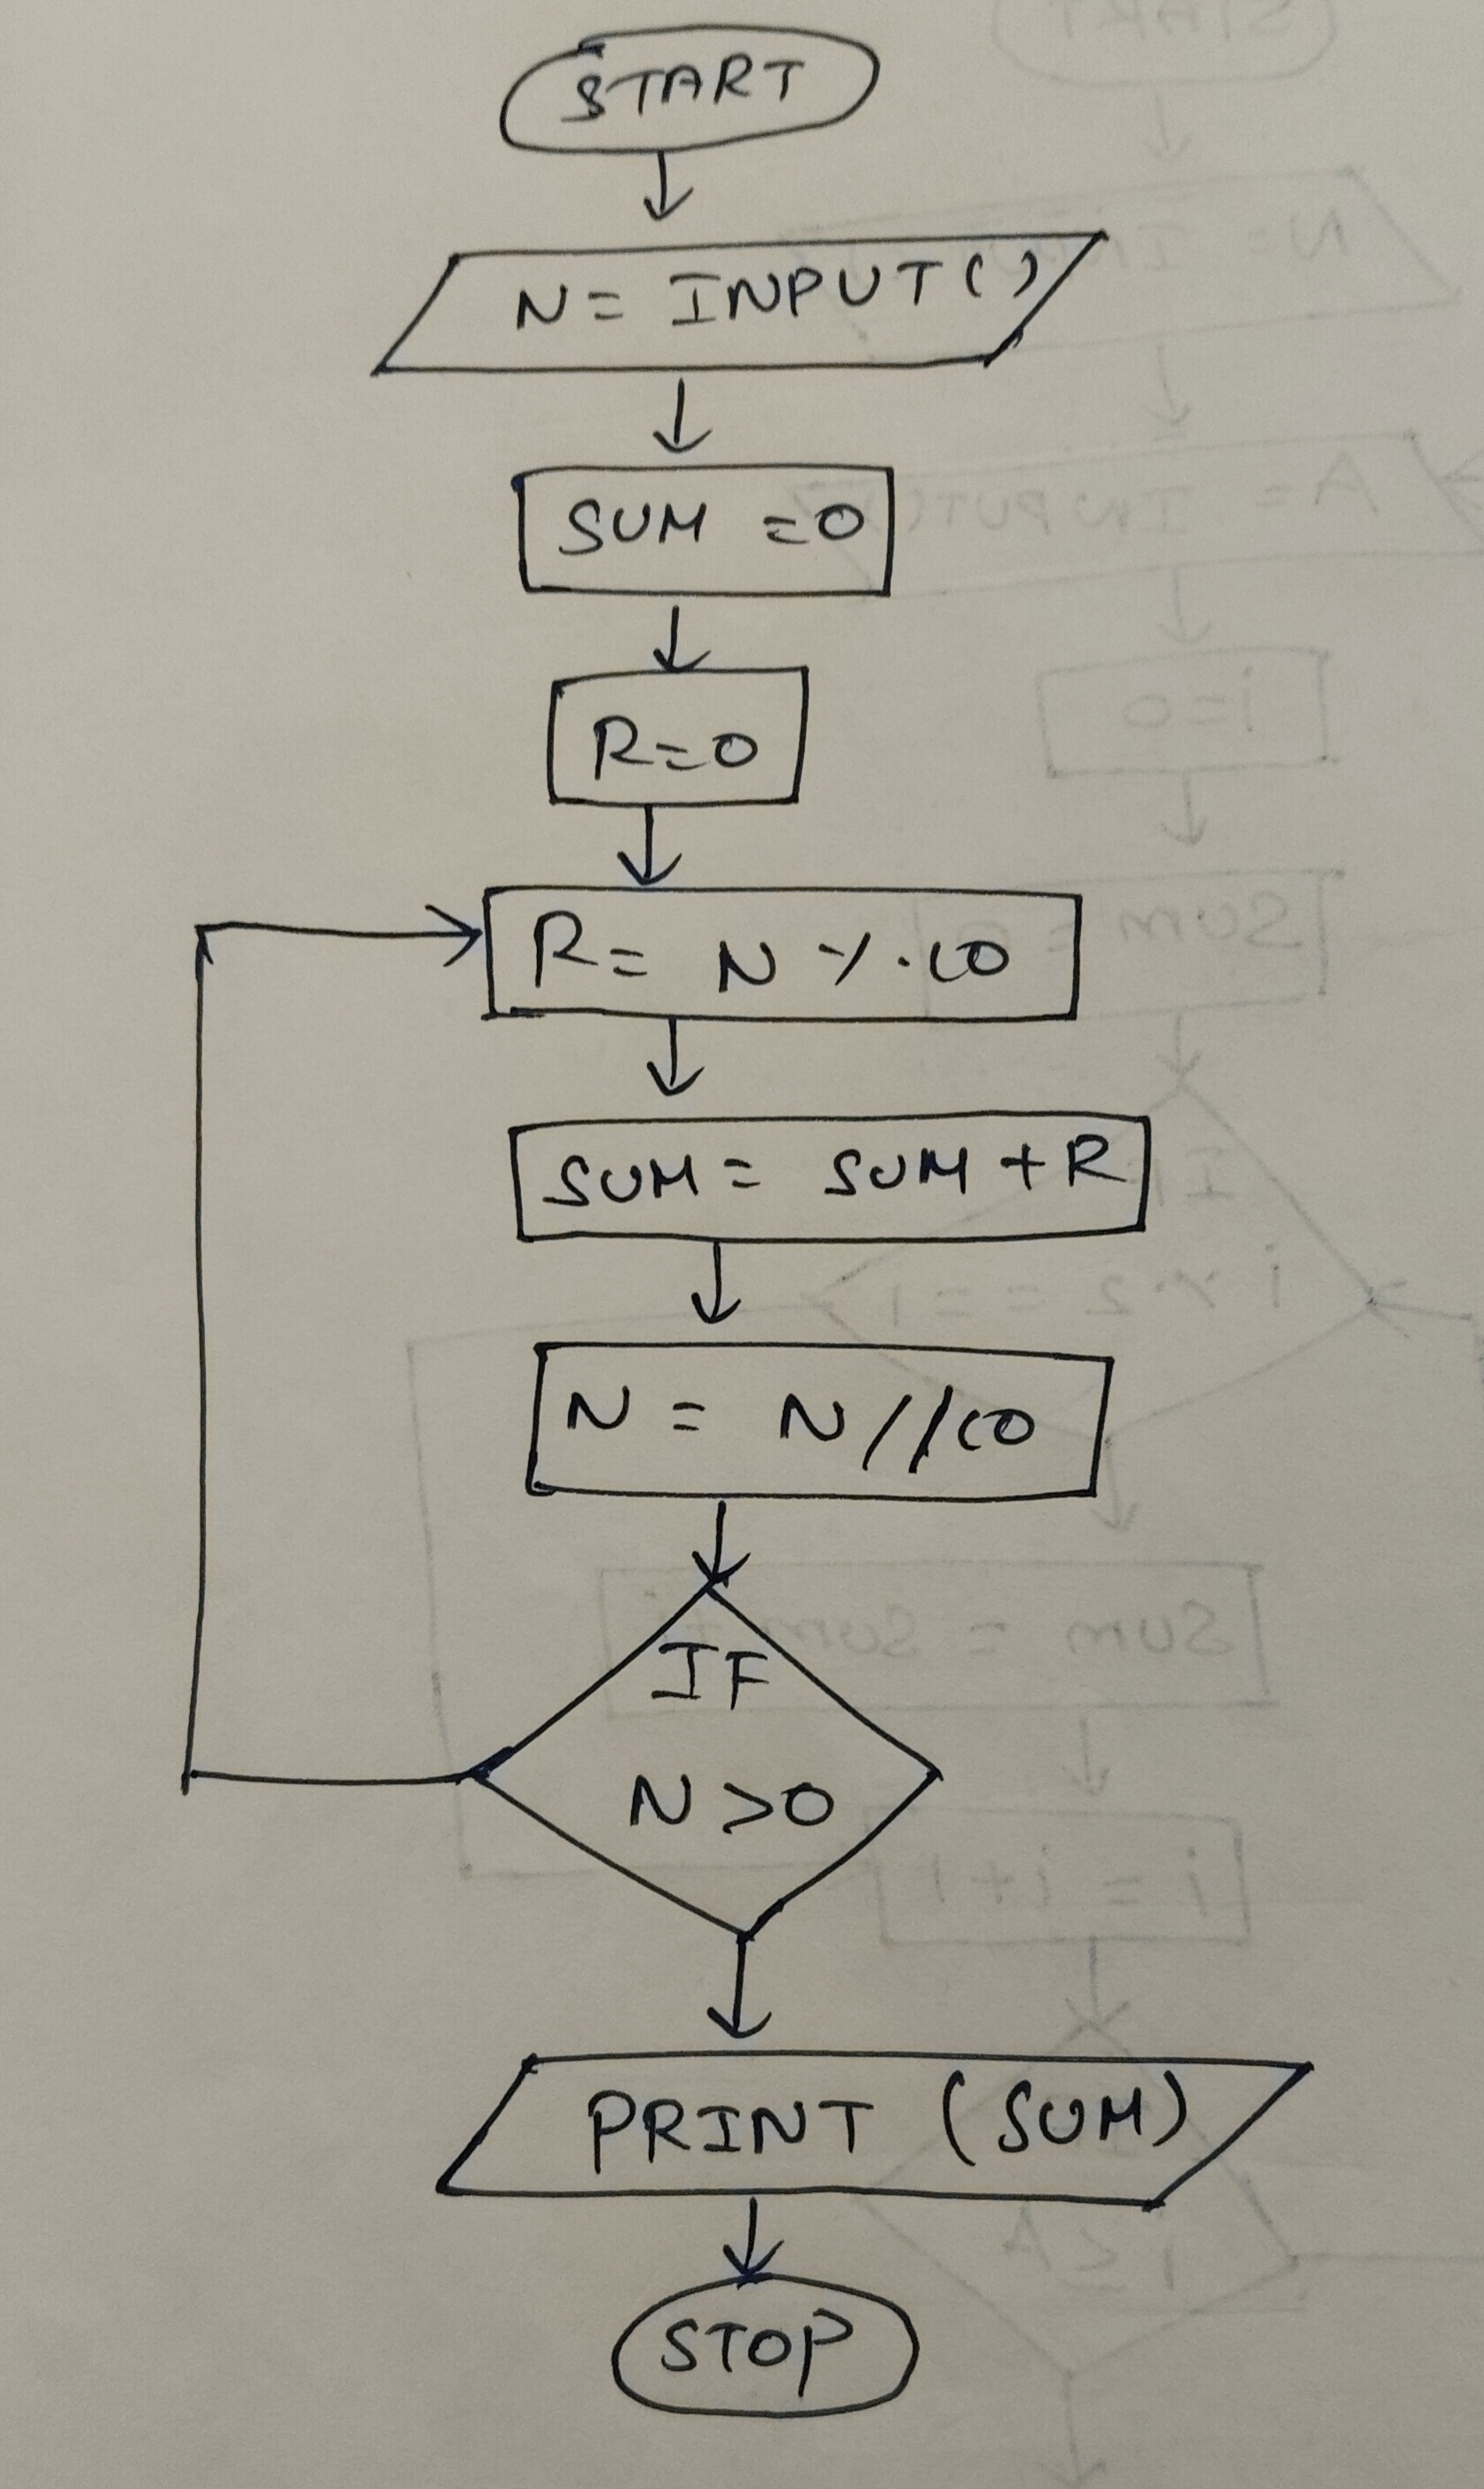 START
N= INPUT()
SUM =0
R=0
R= N %10
SUM= SUM +R
N = N//10
IF
N >0
PRINT (SUM)
STOP